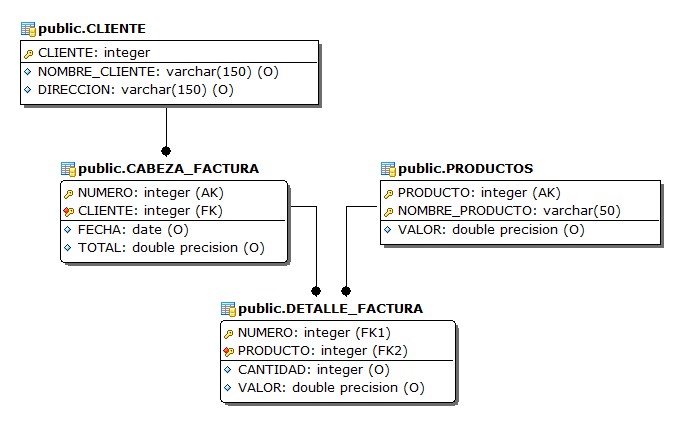 public.CLIENTE
CLIENTE: integer
NOMBRE_CLIENTE: varchar(150) (O)
DIRECCION: varchar(150) (O)
public.CABEZA_FACTURA
NUMERO: integer (AK)
CLIENTE: integer (FK)
FECHA: date (O)
TOTAL: double precision (O)
public.PRODUCTOS
PRODUCTO: integer (AK)
NOMBRE_PRODUCTO: varchar(50)
VALOR: double precision (O)
public.DETALLE_FACTURA
NUMERO: integer (FK1)
PRODUCTO: integer (FK2)
CANTIDAD: integer (O)
VALOR: double precision (O)